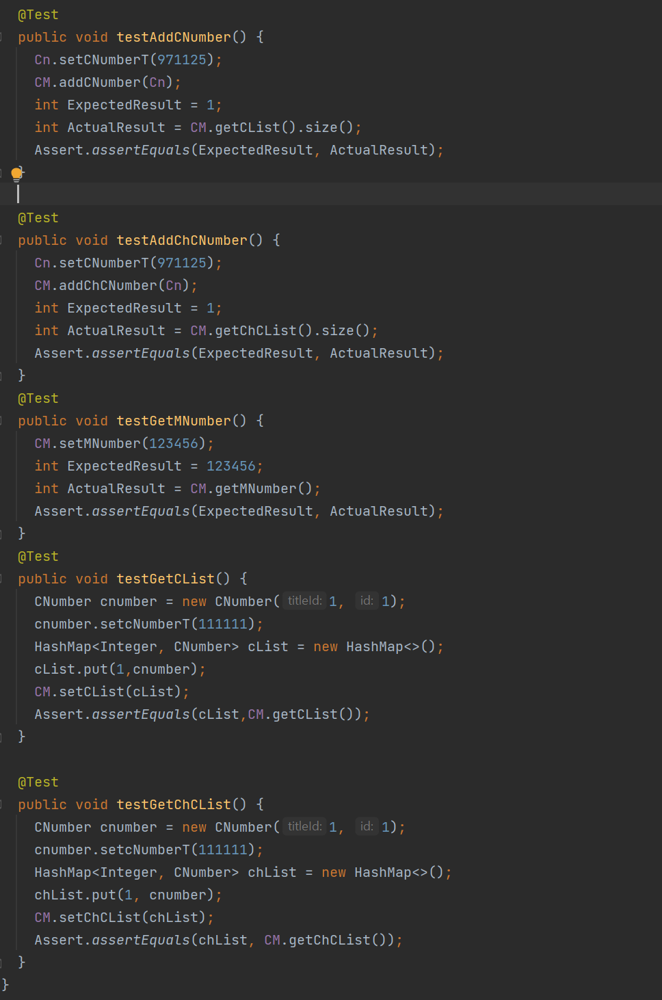 @Test
public void testAddCNumber() {
Cn.setCNumberT(971125);
CM.addCNumber(Cn);
int ExpectedResult = 1;
int ActualResult = CM.getCList().size();
Assert.assertEquals(ExpectedResult, ActualResult);
}
@Test
public void testAddChCNumber() {
Cn.setCNumberT(971125);
CM.addChCNumber(Cn);
int ExpectedResult = 1;
int ActualResult = CM.getChCList().size();
Assert.assertEquals(ExpectedResult, ActualResult);
}
@Test
public void testGetMNumber() {
CM.setMNumber(123456);
int ExpectedResult = 123456;
int ActualResult = CM.getMNumber();
Assert.assertEquals(ExpectedResult, ActualResult);
}
@Test
public void testGetCList() {
CNumber cnumber = new CNumber( titleId: 1, id: 1);
cnumber.setcNumberT(111111);
HashMap<Integer, CNumber> cList = new HashMap<>();
cList.put(1,cnumber);
CM.setCList(cList);
Assert.assertEquals(cList,CM.getCList());
}
@Test
public void testGetChCList() {
CNumber cnumber = new CNumber( titleId: 1, id: 1);
cnumber.setcNumberT(111111);
HashMap<Integer, CNumber> chList = new HashMap<>();
chList.put(1, cnumber);
CM.setChCList(chList);
Assert.assertEquals(chList, CM.getChCList());
}
}